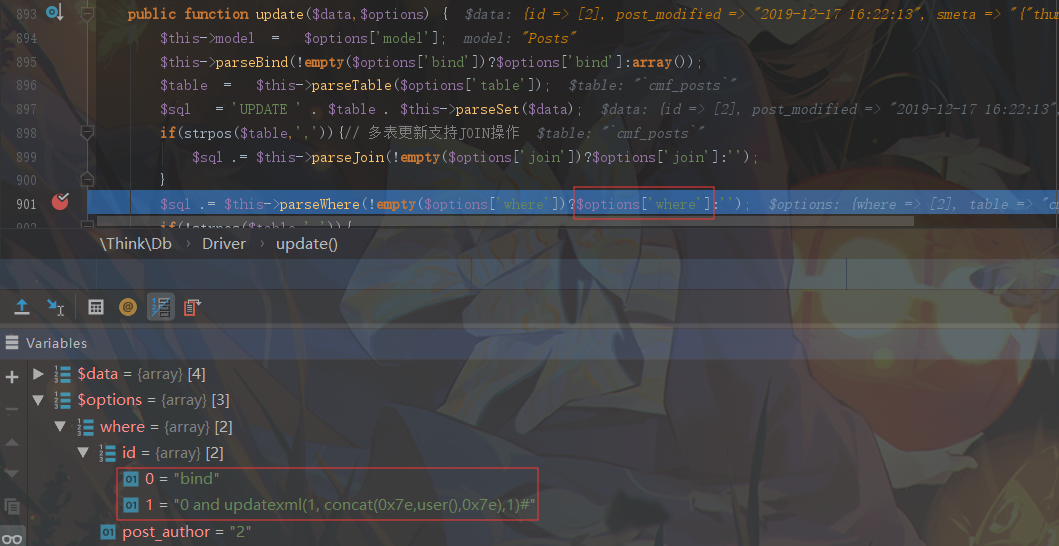 893 public function update($data,$options) { $data: {id => [2], post_modified => "2019-12-17 16:22:13", smeta => "{"thum
894 $this->model = $options['model']; model: "Posts"
895 $this->parseBind(!empty($options['bind'])?$options['bind']:array());
896 $table = $this->parseTable($options['table']); $table: "`cmf_posts`"
897 $sql = 'UPDATE ' . $table . $this->parseSet($data); $data: {id => [2], post_modified => "2019-12-17 16:22:13"
898 if(strpos($table,',')){// 多表更新支持JOIN操作 $table: "`cmf_posts`"
899 $sql .= $this->parseJoin(!empty($options['join'])?$options['join']:'');
900 }
901 $sql .= $this->parseWhere(!empty($options['where'])?$options['where']:''); $options: {where => [2], table => "cm
902 if(!strpos($table,',')){
\Think\Db › Driver › update()
Variables
$data = {array} [4]
$options = {array} [3]
where = {array} [2]
id = {array} [2]
0 = "bind"
1 = "0 and updatexml(1, concat(0x7e,user(),0x7e),1)#"
post_author = "2"